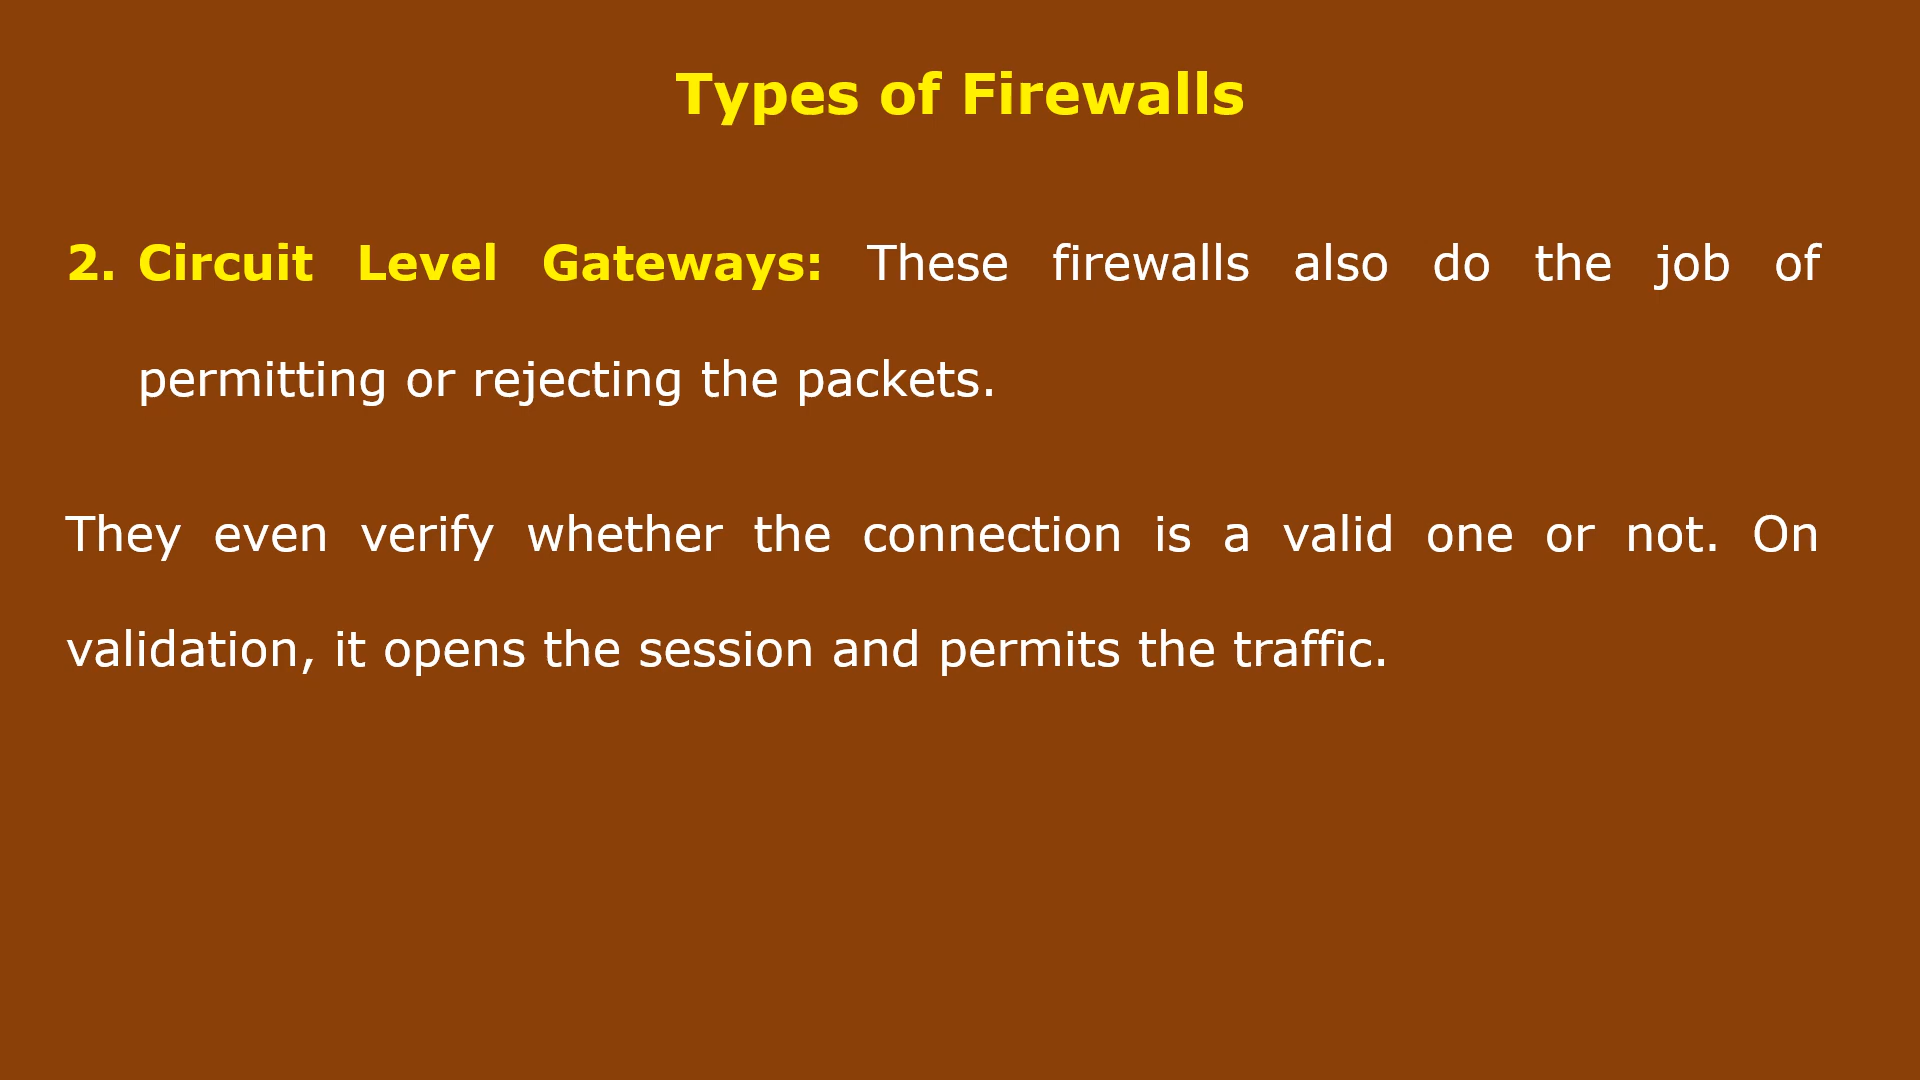 Types of Firewalls
2. Circuit Level Gateways: These firewalls also do the job of
permitting or rejecting the packets.
They even verify whether the connection is a valid one or not. On
validation, it opens the session and permits the traffic.